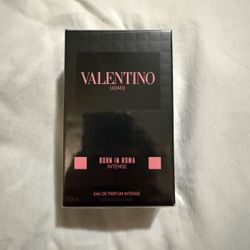 VALENTINO
UOMO
BORN IN ROMA
INTENSE
EAU DE PARFUM INTENSE